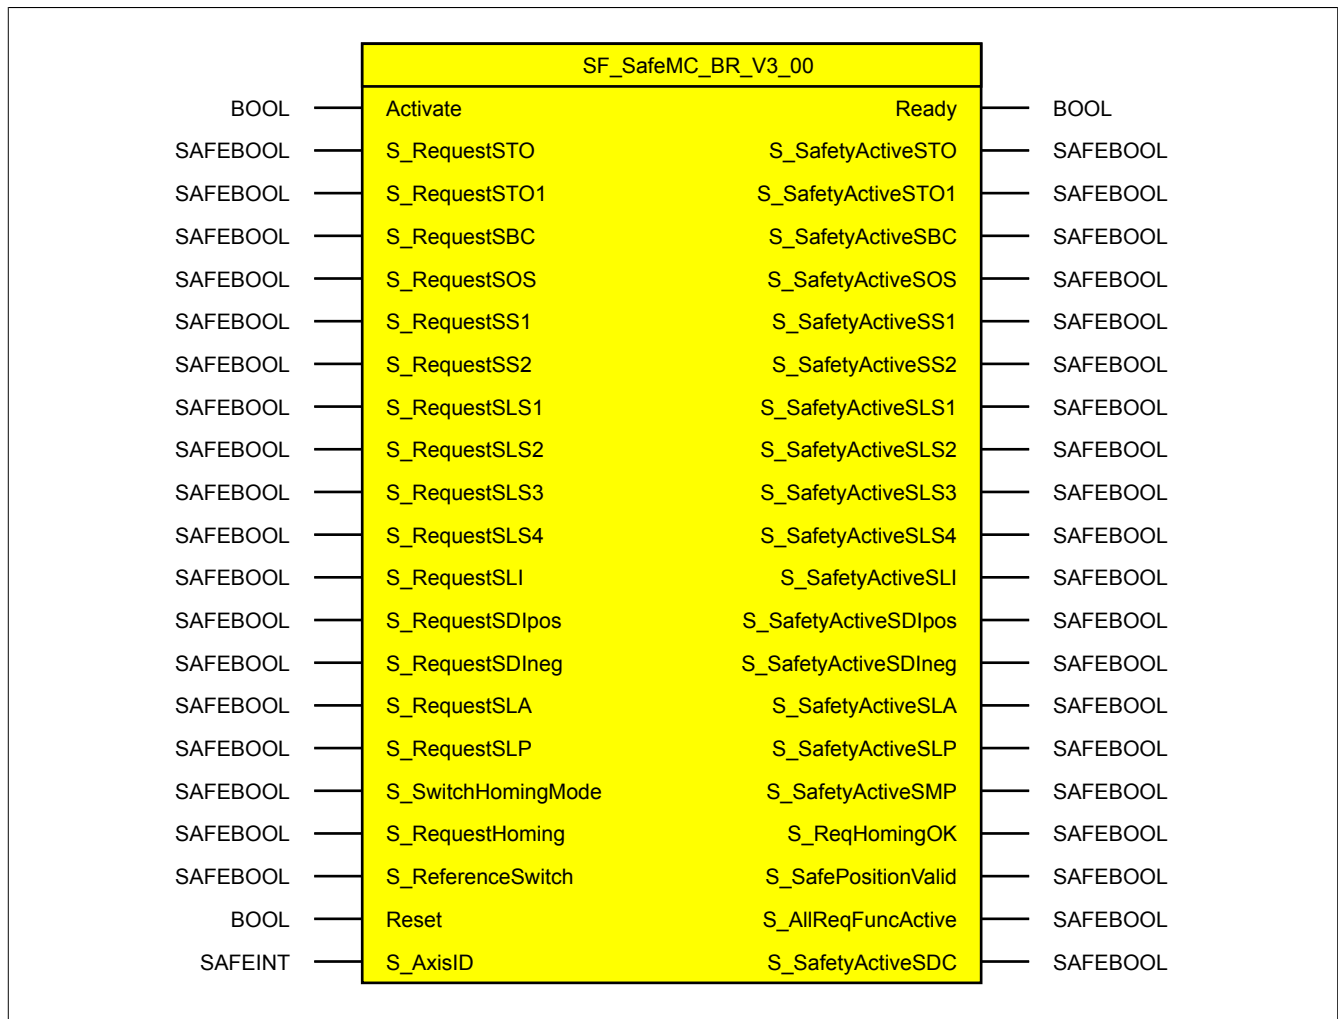 SF_SafeMC_BR_V3_00
BOOL Activate Ready BOOL
SAFEBOOL S_RequestSTO S_SafetyActiveSTO SAFEBOOL
SAFEBOOL S_RequestSTO1 S_SafetyActiveSTO1 SAFEBOOL
SAFEBOOL S_RequestSBC S_SafetyActiveSBC SAFEBOOL
SAFEBOOL S_RequestSOS S_SafetyActiveSOS SAFEBOOL
SAFEBOOL S_RequestSS1 S_SafetyActiveSS1 SAFEBOOL
SAFEBOOL S_RequestSS2 S_SafetyActiveSS2 SAFEBOOL
SAFEBOOL S_RequestSLS1 S_SafetyActiveSLS1 SAFEBOOL
SAFEBOOL S_RequestSLS2 S_SafetyActiveSLS2 SAFEBOOL
SAFEBOOL S_RequestSLS3 S_SafetyActiveSLS3 SAFEBOOL
SAFEBOOL S_RequestSLS4 S_SafetyActiveSLS4 SAFEBOOL
SAFEBOOL S_RequestSLI S_SafetyActiveSLI SAFEBOOL
SAFEBOOL S_RequestSDIpos S_SafetyActiveSDIpos SAFEBOOL
SAFEBOOL S_RequestSDIneg S_SafetyActiveSDIneg SAFEBOOL
SAFEBOOL S_RequestSLA S_SafetyActiveSLA SAFEBOOL
SAFEBOOL S_RequestSLP S_SafetyActiveSLP SAFEBOOL
SAFEBOOL S_SwitchHomingMode S_SafetyActiveSMP SAFEBOOL
SAFEBOOL S_RequestHoming S_ReqHomingOK SAFEBOOL
SAFEBOOL S_ReferenceSwitch S_SafePositionValid SAFEBOOL
BOOL Reset S_AllReqFuncActive SAFEBOOL
SAFEINT S_AxisID S_SafetyActiveSDC SAFEBOOL